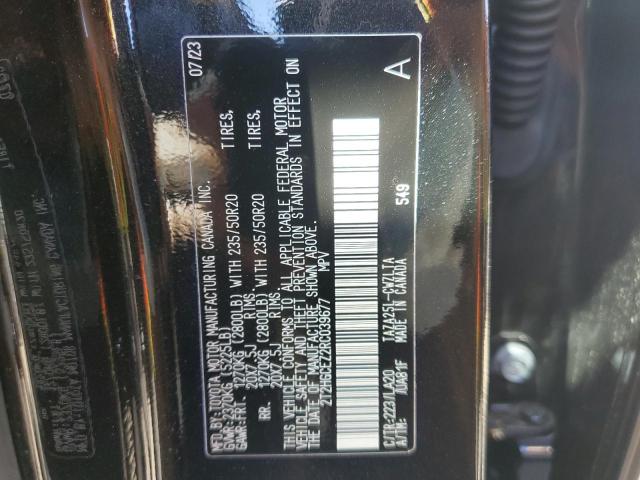 07/23
MFD.BY:TOYOTA MOTOR MANUFACTURING CANADA INC.
GVWR:2370KG (5225LB)
GAWR:FRT. 1270KG (2800LB) WITH 235/50R20 TIRES,
20X7.5J RIMS,
RR. 1270KG (2800LB) WITH 235/50R20 TIRES,
20X7.5J RIMS,
THIS VEHICLE CONFORMS TO ALL APPLICABLE FEDERAL MOTOR
VEHICLE SAFETY AND THEFT PREVENTION STANDARDS IN EFFECT ON
THE DATE OF MANUFACTURE SHOWN ABOVE.
2T2HGCEZ2RC039677 MPV
549 A
C/TR:223/LA20 TAZA25L-CWZLTA
A/TM: /UA81F MADE IN CANADA